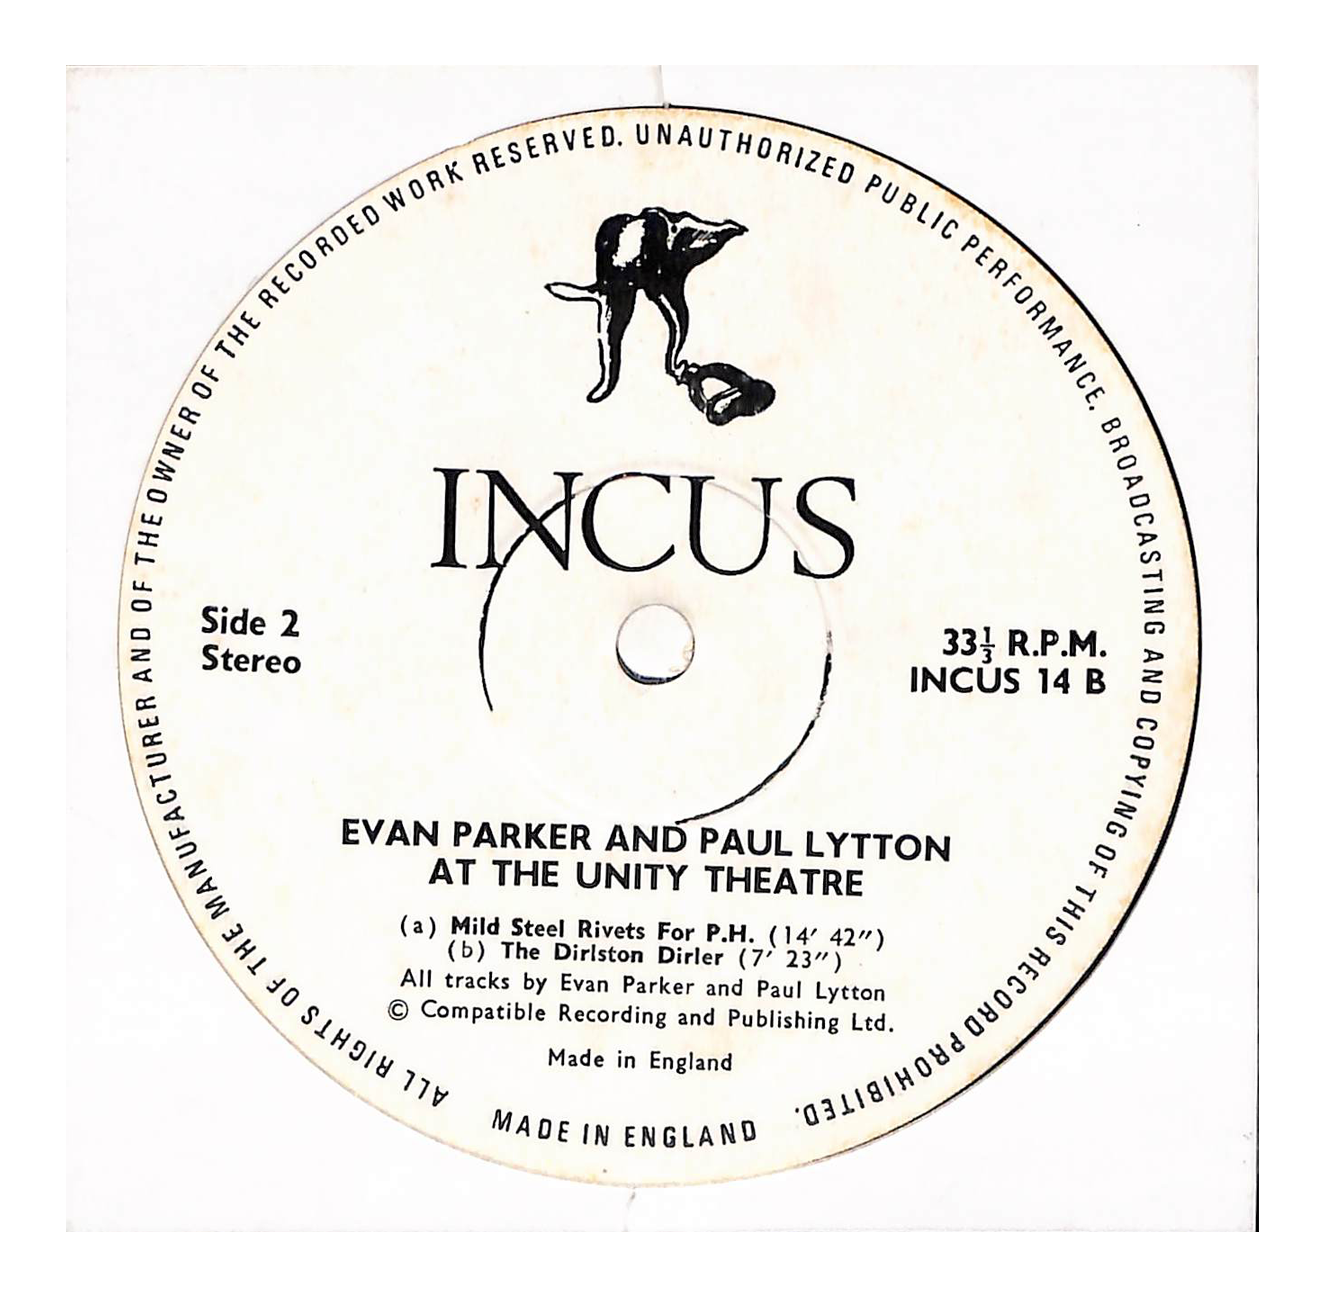 ALL RIGHTS OF THE MANUFACTURER AND OF THE OWNER OF THE RECORDED WORK RESERVED. UNAUTHORIZED PUBLIC PERFORMANCE. BROADCASTING AND COPYING OF THIS RECORD PROHIBITED.
INCUS
Side 2
Stereo
33⅓ R.P.M.
INCUS 14 B
EVAN PARKER AND PAUL LYTTON
AT THE UNITY THEATRE
(a) Mild Steel Rivets For P.H. (14′ 42″)
(b) The Dirlston Dirler (7′ 23″)
All tracks by Evan Parker and Paul Lytton
© Compatible Recording and Publishing Ltd.
Made in England
MADE IN ENGLAND